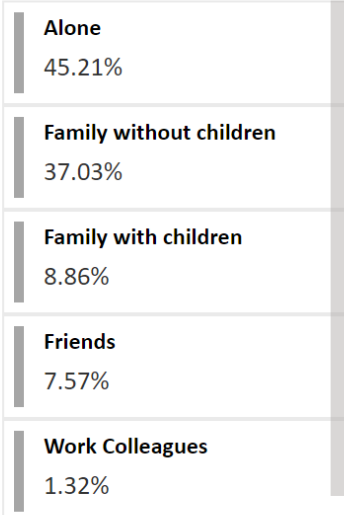 Alone
45.21%
Family without children
37.03%
Family with children
8.86%
Friends
7.57%
Work Colleagues
1.32%